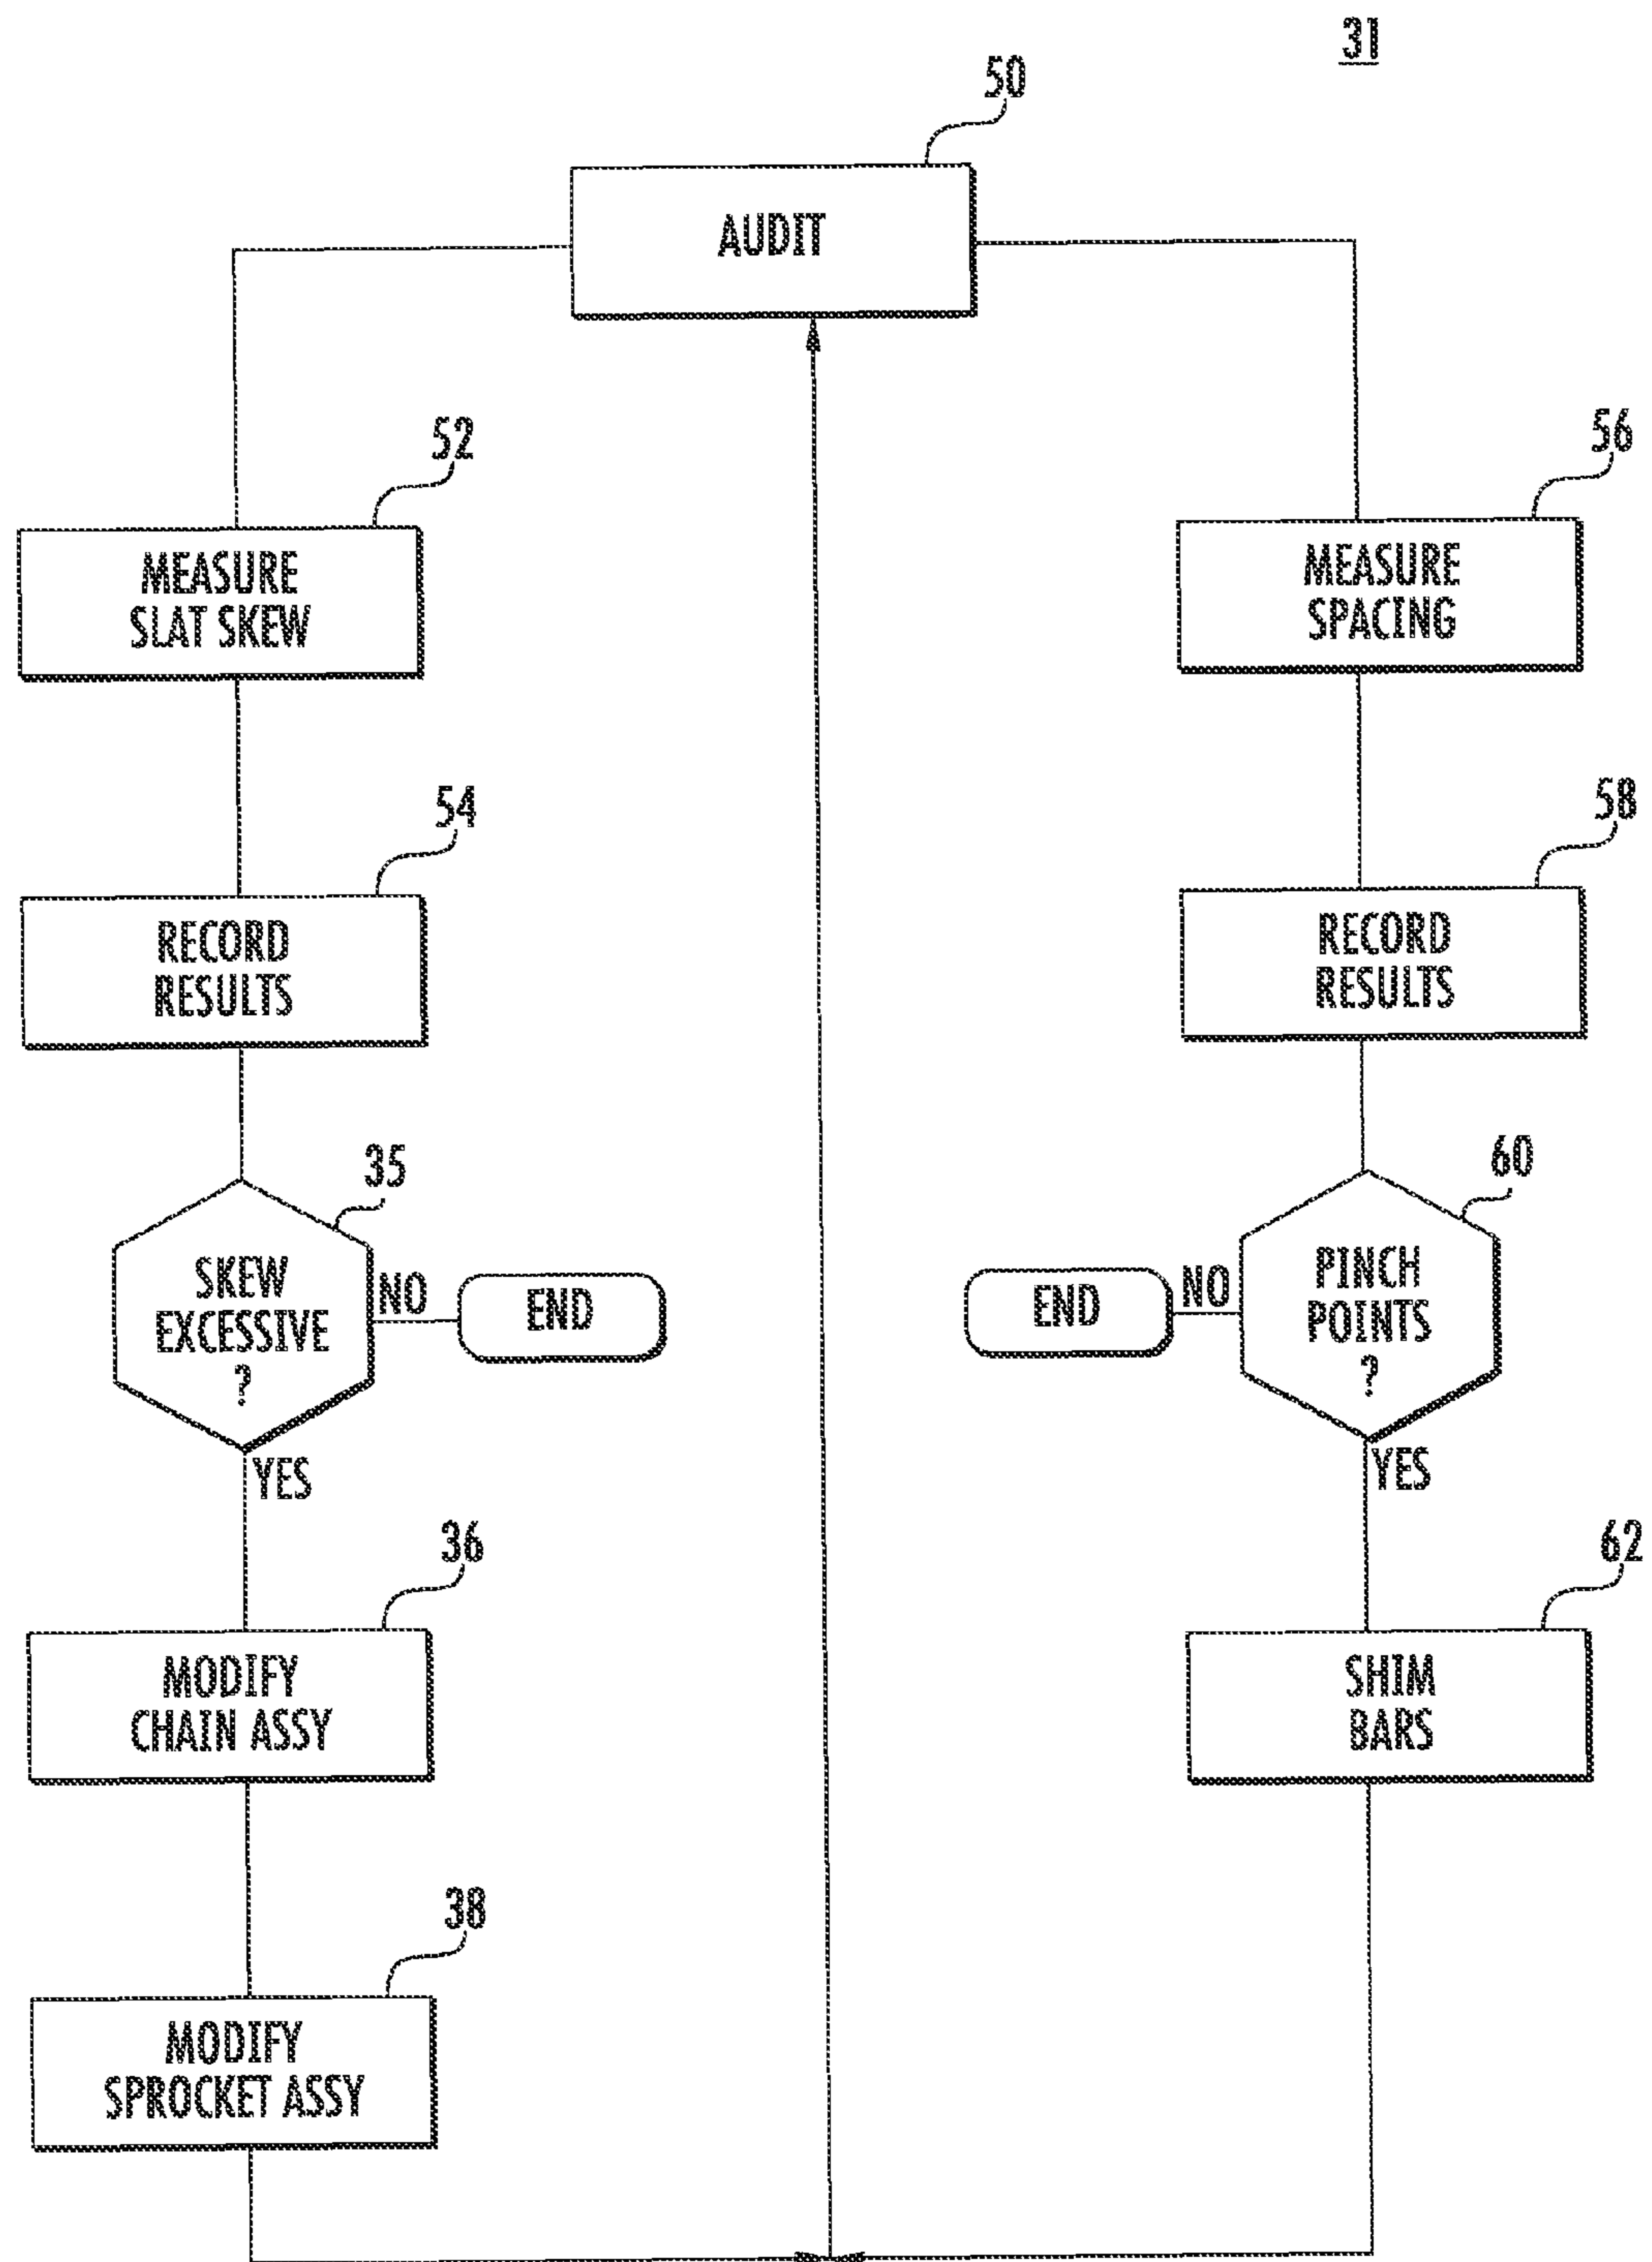 31
50
AUDIT
52
MEASURE
SLAT SKEW
54
RECORD
RESULTS
35
SKEW
EXCESSIVE
?
NO
END
YES
36
MODIFY
CHAIN ASSY
38
MODIFY
SPROCKET ASSY
56
MEASURE
SPACING
58
RECORD
RESULTS
60
PINCH
POINTS
?
NO
END
YES
62
SHIM
BARS